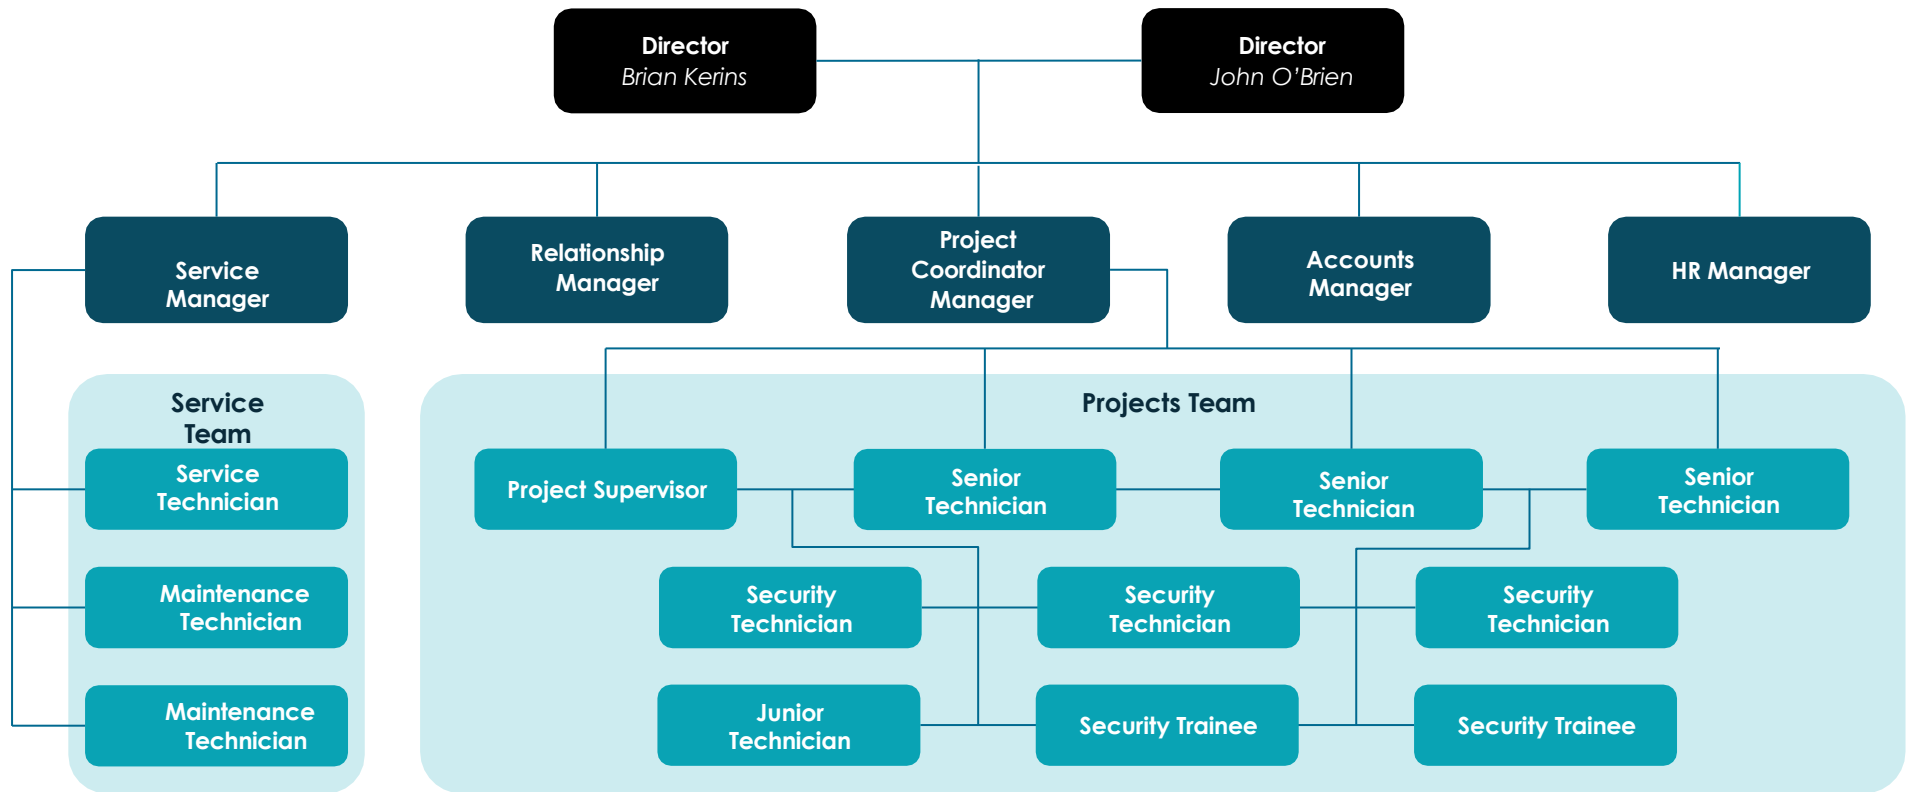 Director
Brian Kerins
Director
John O’Brien
Service
Manager
Relationship
Manager
Project
Coordinator
Manager
Accounts
Manager
HR Manager
Service
Team
Projects Team
Service
Technician
Maintenance
Technician
Maintenance
Technician
Project Supervisor
Senior
Technician
Senior
Technician
Senior
Technician
Security
Technician
Security
Technician
Security
Technician
Junior
Technician
Security Trainee
Security Trainee